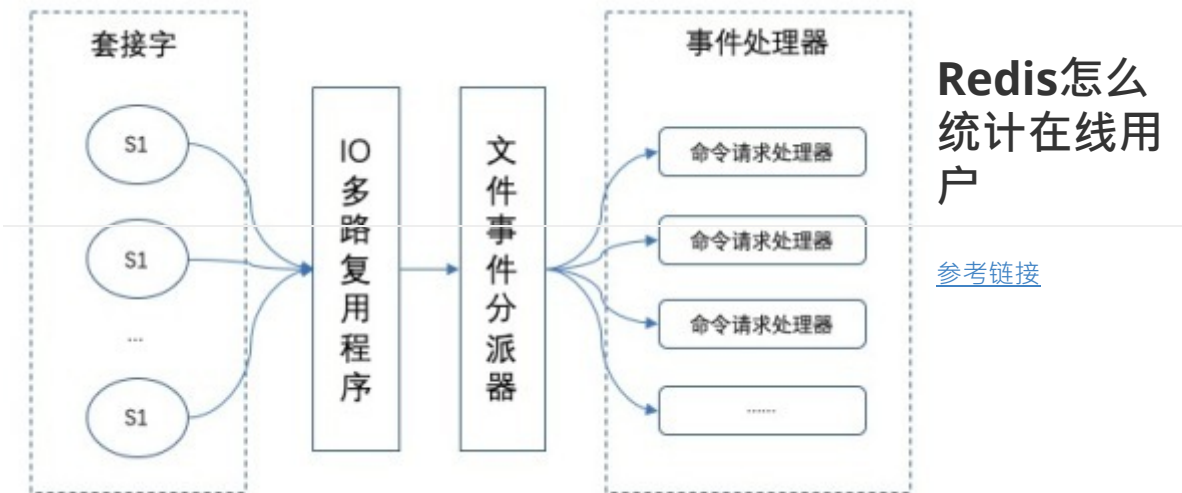 套接字
S1
S1
...
S1
IO多路复用程序
文件事件分派器
事件处理器
命令请求处理器
命令请求处理器
命令请求处理器
......
Redis怎么
统计在线用
户
参考链接